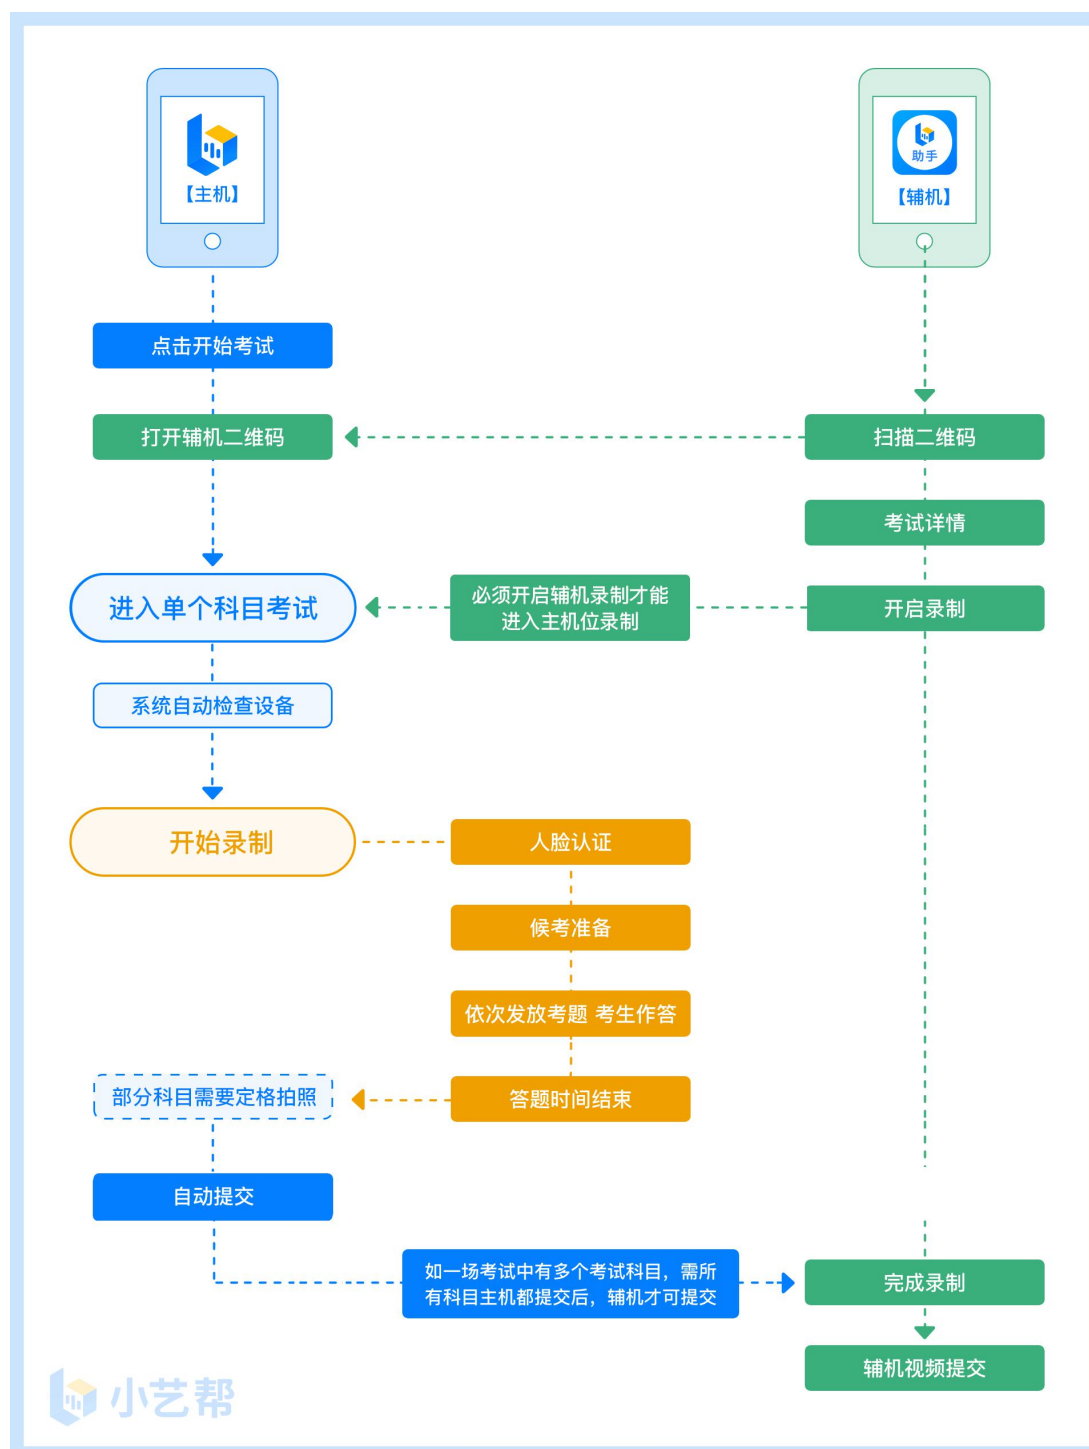 【主机】
助手
【辅机】
点击开始考试
打开辅机二维码
扫描二维码
考试详情
进入单个科目考试
必须开启辅机录制才能
进入主机位录制
开启录制
系统自动检查设备
开始录制
人脸认证
候考准备
依次发放考题 考生作答
部分科目需要定格拍照
答题时间结束
自动提交
如一场考试中有多个考试科目，需所
有科目主机都提交后，辅机才可提交
完成录制
辅机视频提交
小艺帮